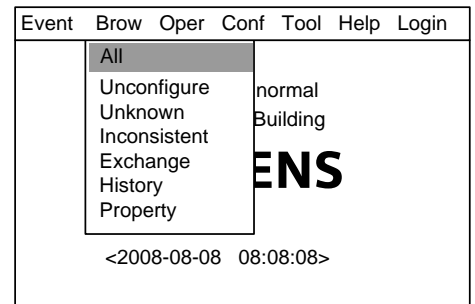 Event Brow Oper Conf Tool Help Login
All
Unconfigure
normal
Unknown
Building
Inconsistent
Exchange
ENS
History
Property
<2008-08-08 08:08:08>